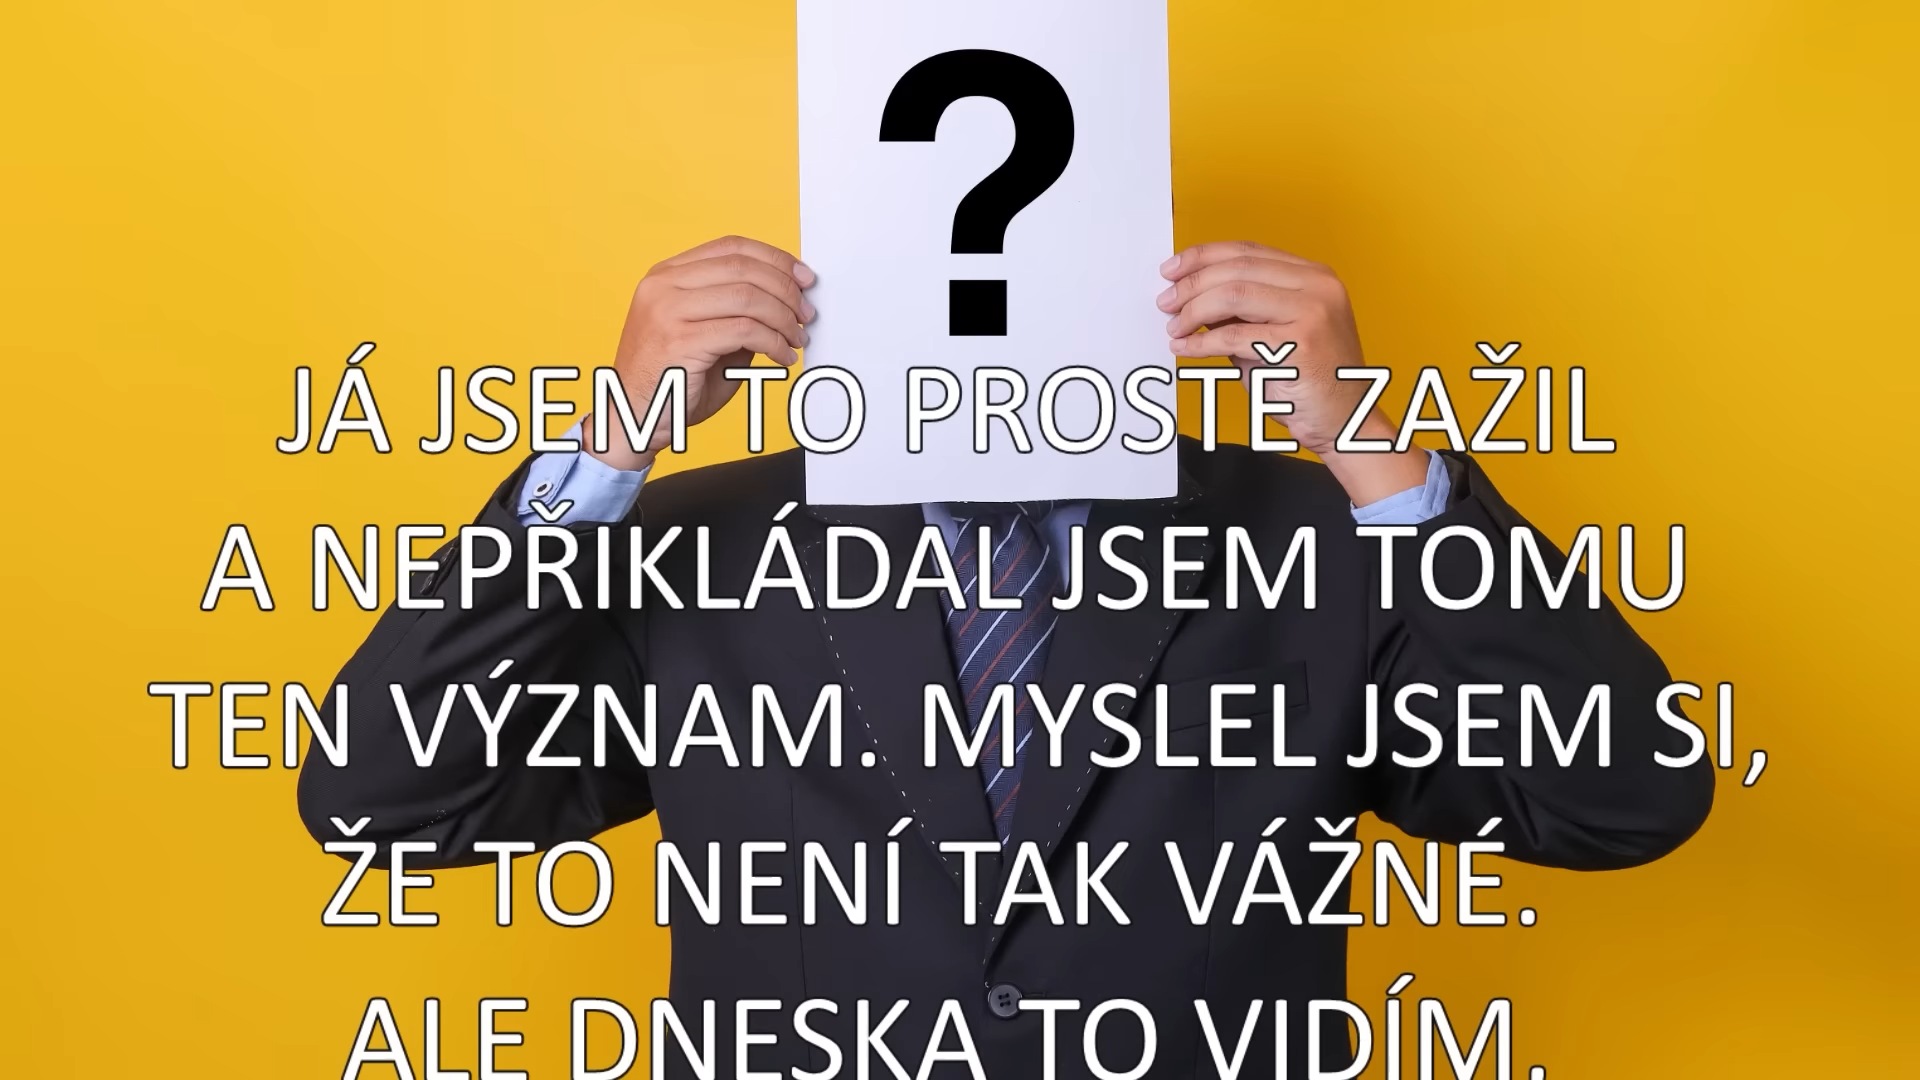 ?
JÁ JSEM TO PROSTĚ ZAŽIL
A NEPŘIKLÁDAL JSEM TOMU
TEN VÝZNAM. MYSLEL JSEM SI,
ŽE TO NENÍ TAK VÁŽNÉ.
ALE DNESKA TO VIDÍM,